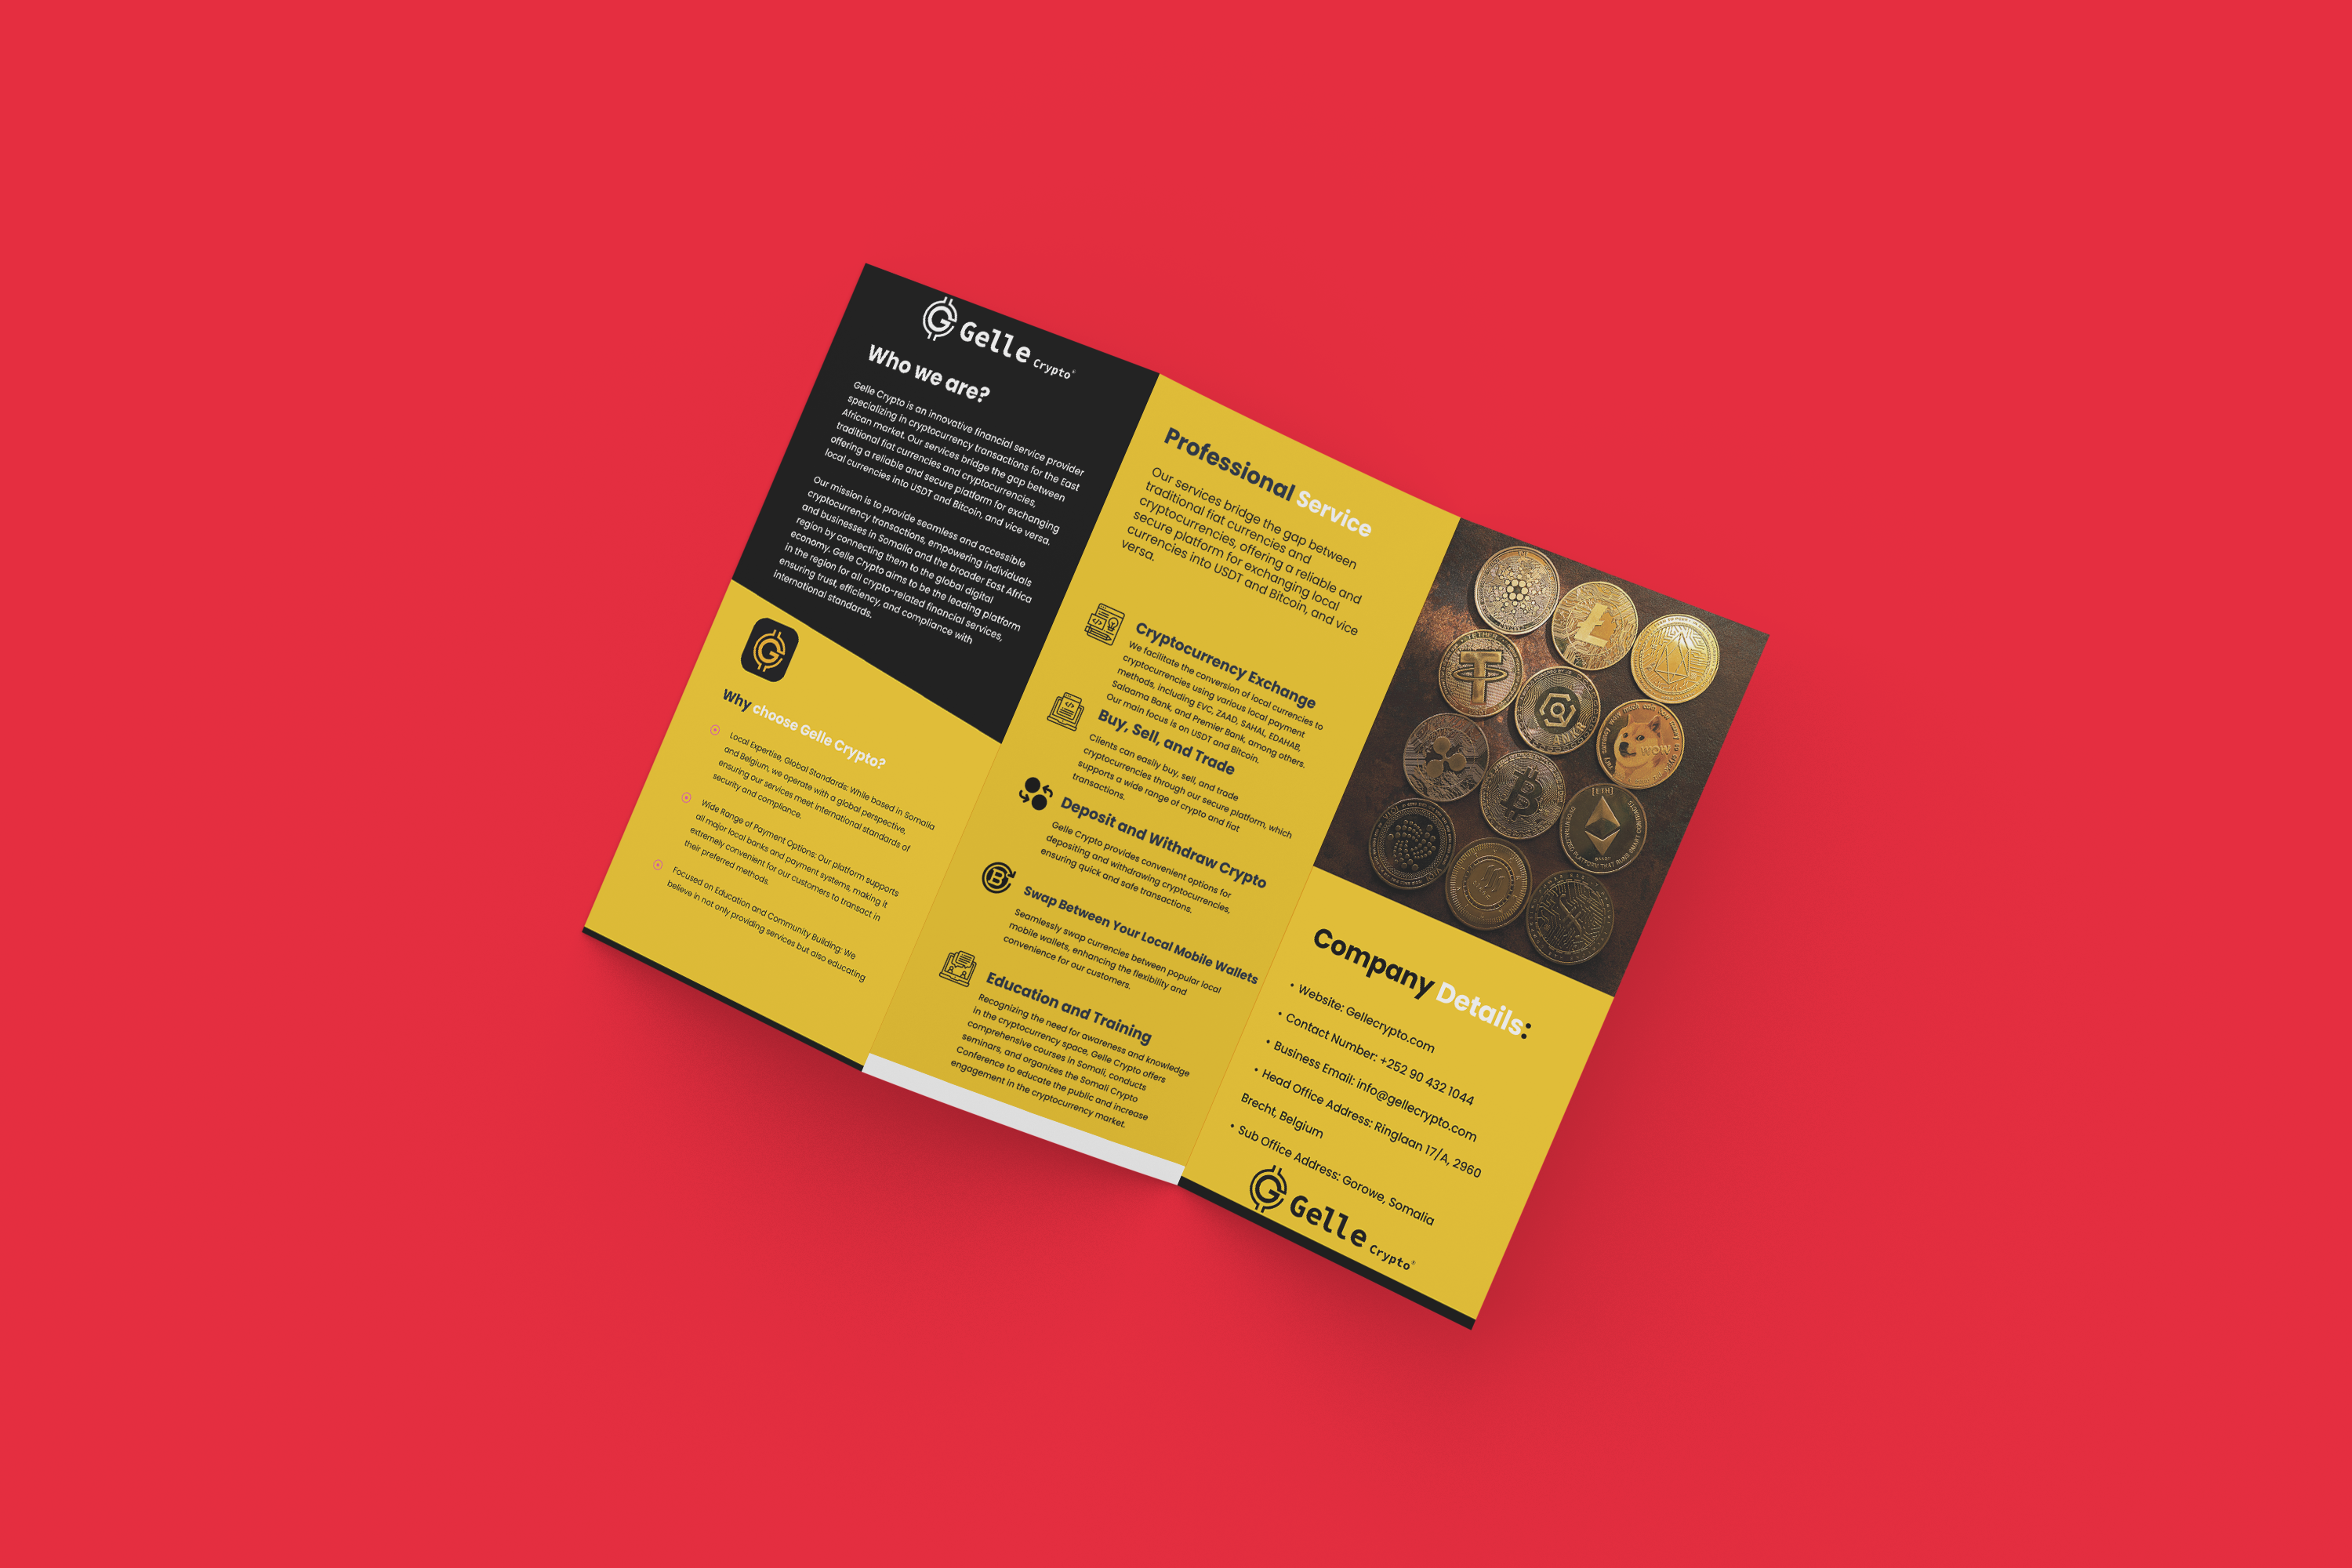 Gelle Crypto®
Who we are?
Gelle Crypto is an innovative financial service provider
specializing in cryptocurrency transactions for the East
African market. Our services bridge the gap between
traditional fiat currencies and cryptocurrencies,
offering a reliable and secure platform for exchanging
local currencies into USDT and Bitcoin, and vice versa.
Our mission is to provide seamless and accessible
cryptocurrency transactions, empowering individuals
and businesses in Somalia and the broader East Africa
region by connecting them to the global digital
economy. Gelle Crypto aims to be the leading platform
in the region for all crypto-related financial services,
ensuring trust, efficiency, and compliance with
international standards.
Why choose Gelle Crypto?
Local Expertise, Global Standards: While based in Somalia
and Belgium, we operate with a global perspective,
ensuring our services meet international standards of
security and compliance.
Wide Range of Payment Options: Our platform supports
all major local banks and payment systems, making it
extremely convenient for our customers to transact in
their preferred methods.
Focused on Education and Community Building: We
believe in not only providing services but also educating
Professional Service
Our services bridge the gap between
traditional fiat currencies and
cryptocurrencies, offering a reliable and
secure platform for exchanging local
currencies into USDT and Bitcoin, and vice
versa.
Cryptocurrency Exchange
We facilitate the conversion of local currencies to
cryptocurrencies using various local payment
methods, including EVC, ZAAD, SAHAL, EDAHAB,
Salaama Bank, and Premier Bank, among others.
Our main focus is on USDT and Bitcoin.
Buy, Sell, and Trade
Clients can easily buy, sell, and trade
cryptocurrencies through our secure platform, which
supports a wide range of crypto and fiat
transactions.
Deposit and Withdraw Crypto
Gelle Crypto provides convenient options for
depositing and withdrawing cryptocurrencies,
ensuring quick and safe transactions.
Swap Between Your Local Mobile Wallets
Seamlessly swap currencies between popular local
mobile wallets, enhancing the flexibility and
convenience for our customers.
Education and Training
Recognizing the need for awareness and knowledge
in the cryptocurrency space, Gelle Crypto offers
comprehensive courses in Somali, conducts
seminars, and organizes the Somali Crypto
Conference to educate the public and increase
engagement in the cryptocurrency market.
TETHER
ANKR
WOW
[ETH]
Company Details:
• Website: Gellecrypto.com
• Contact Number: +252 90 432 1044
• Business Email: info@gellecrypto.com
• Head Office Address: Ringlaan 17/A, 2960
Brecht, Belgium
• Sub Office Address: Gorowe, Somalia
Gelle Crypto®